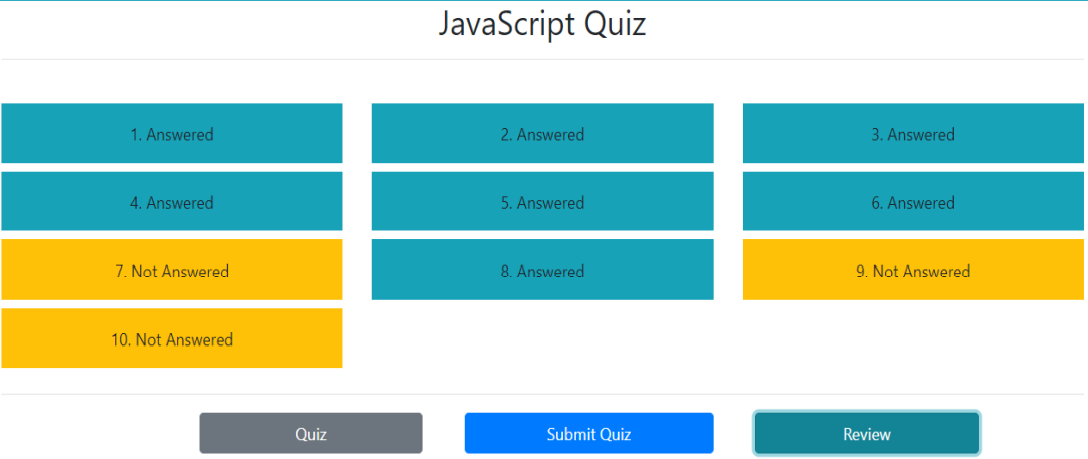 JavaScript Quiz
1. Answered
2. Answered
3. Answered
4. Answered
5. Answered
6. Answered
7. Not Answered
8. Answered
9. Not Answered
10. Not Answered
Quiz
Submit Quiz
Review